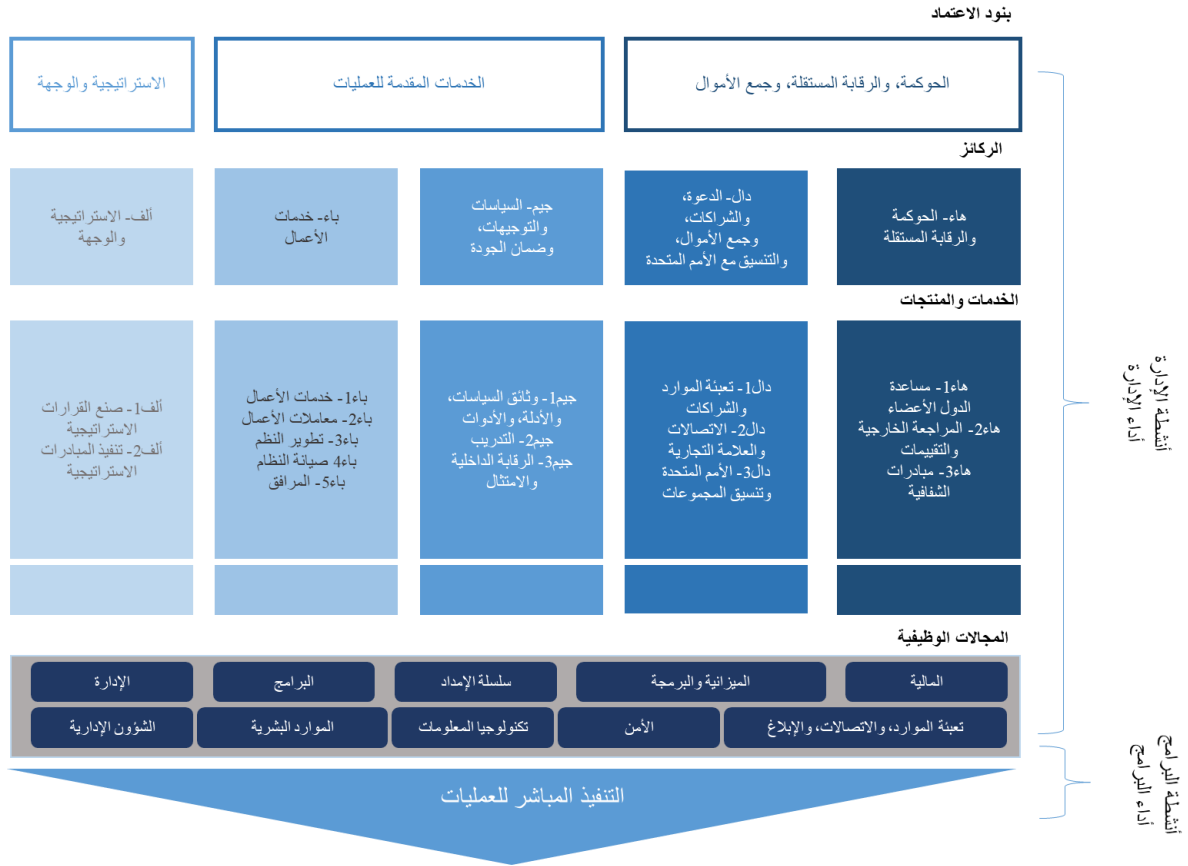 بنود الاعتماد
الحوكمة، والرقابة المستقلة، وجمع الأموال
الخدمات المقدمة للعمليات
الاستراتيجية والوجهة
الركائز
هاء- الحوكمة
والرقابة المستقلة
دال- الدعوة،
والشراكات،
وجمع الأموال،
والتنسيق مع الأمم المتحدة
جيم- السياسات
والتوجيهات،
وضمان الجودة
باء- خدمات
الأعمال
ألف- الاستراتيجية
والوجهة
الخدمات والمنتجات
هاء1- مساعدة
الدول الأعضاء
هاء2- المراجعة الخارجية
والتقييمات
هاء3- مبادرات
الشفافية
دال1- تعبئة الموارد
والشراكات
دال2- الاتصالات
والعلامة التجارية
دال3- الأمم المتحدة
وتنسيق المجموعات
جيم1- وثائق السياسات،
والأدلة، والأدوات
جيم2- التدريب
جيم3- الرقابة الداخلية
والامتثال
باء1- خدمات الأعمال
باء2- معاملات الأعمال
باء3- تطوير النظم
باء4 صيانة النظام
باء5- المرافق
ألف1- صنع القرارات
الاستراتيجية
ألف2- تنفيذ المبادرات
الاستراتيجية
المجالات الوظيفية
المالية
الميزانية والبرمجة
سلسلة الإمداد
البرامج
الإدارة
تعبئة الموارد، والاتصالات، والإبلاغ
الأمن
تكنولوجيا المعلومات
الموارد البشرية
الشؤون الإدارية
التنفيذ المباشر للعمليات
أنشطة الإدارة
أداء الإدارة
أنشطة البرامج
أداء البرامج